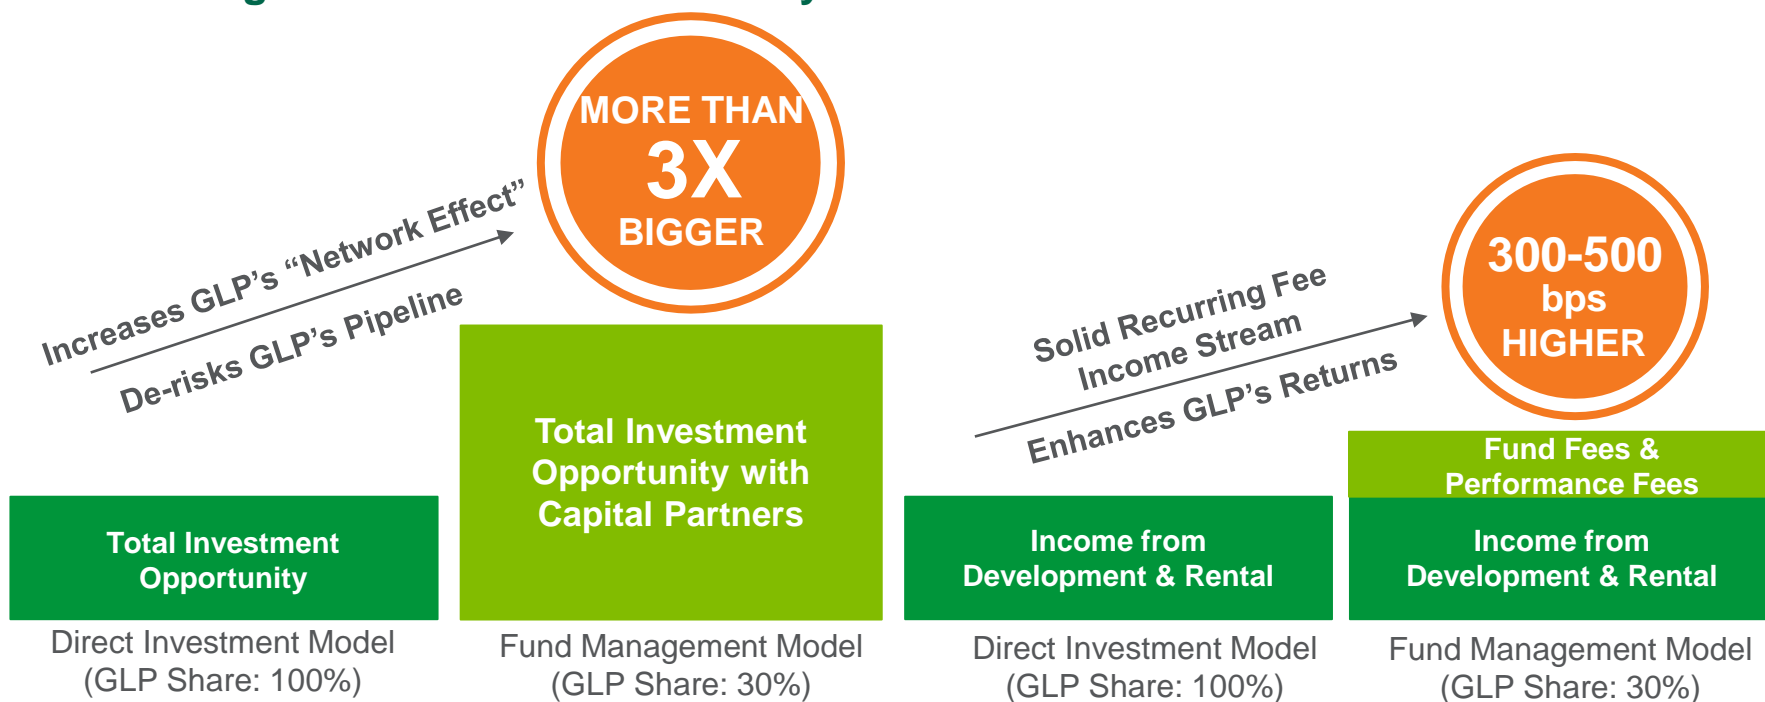 MORE THAN
3X
BIGGER
Increases GLP’s “Network Effect”
De-risks GLP’s Pipeline
Total Investment
Opportunity
Direct Investment Model
(GLP Share: 100%)
Total Investment
Opportunity with
Capital Partners
Fund Management Model
(GLP Share: 30%)
300-500
bps
HIGHER
Solid Recurring Fee
Income Stream
Enhances GLP’s Returns
Income from
Development & Rental
Direct Investment Model
(GLP Share: 100%)
Fund Fees &
Performance Fees
Income from
Development & Rental
Fund Management Model
(GLP Share: 30%)